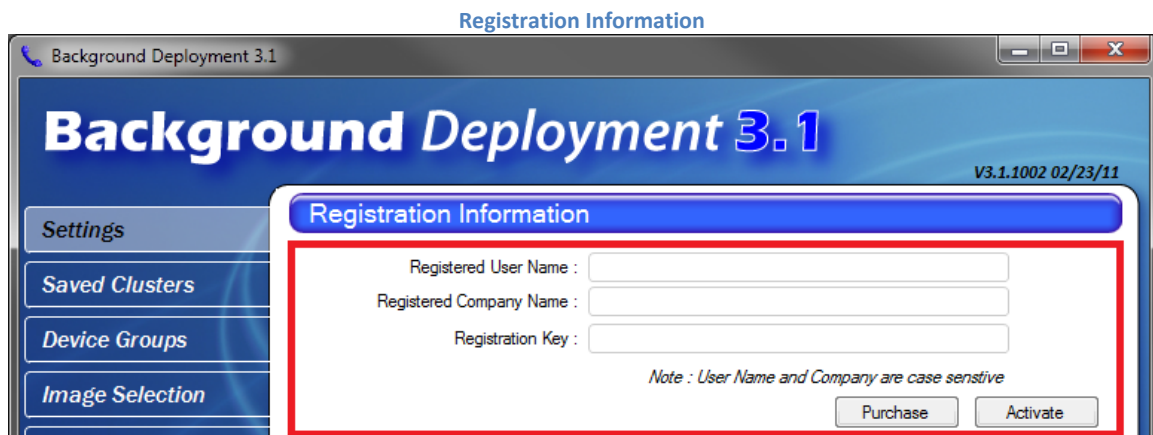 Registration Information
Background Deployment 3.1
Background Deployment 3.1
V3.1.1002 02/23/11
Settings
Saved Clusters
Device Groups
Image Selection
Registration Information
Registered User Name :
Registered Company Name :
Registration Key :
Note : User Name and Company are case senstive
Purchase Activate